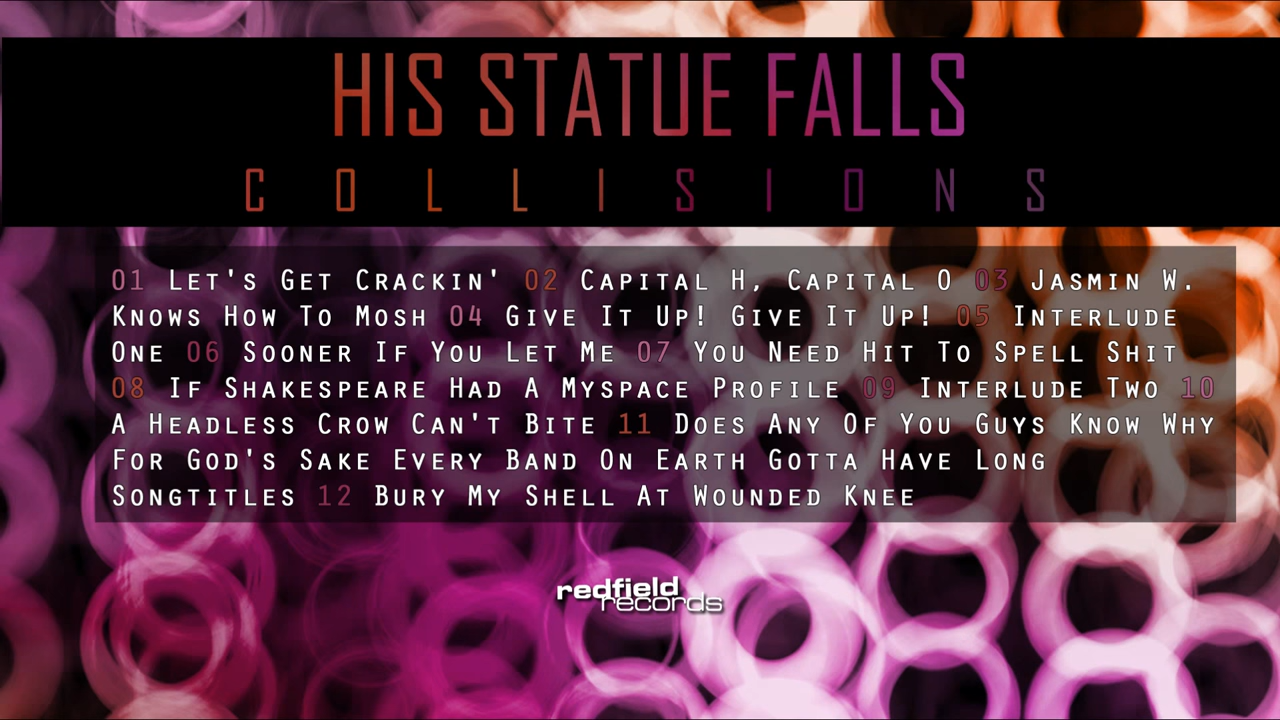 HIS STATUE FALLS
COLLISIONS
01 Let's Get Crackin' 02 Capital H, Capital O 03 Jasmin W.
Knows How To Mosh 04 Give It Up! Give It Up! 05 Interlude
One 06 Sooner If You Let Me 07 You Need Hit To Spell Shit
08 If Shakespeare Had A Myspace Profile 09 Interlude Two 10
A Headless Crow Can't Bite 11 Does Any Of You Guys Know Why
For God's Sake Every Band On Earth Gotta Have Long
Songtitles 12 Bury My Shell At Wounded Knee
redfield
records